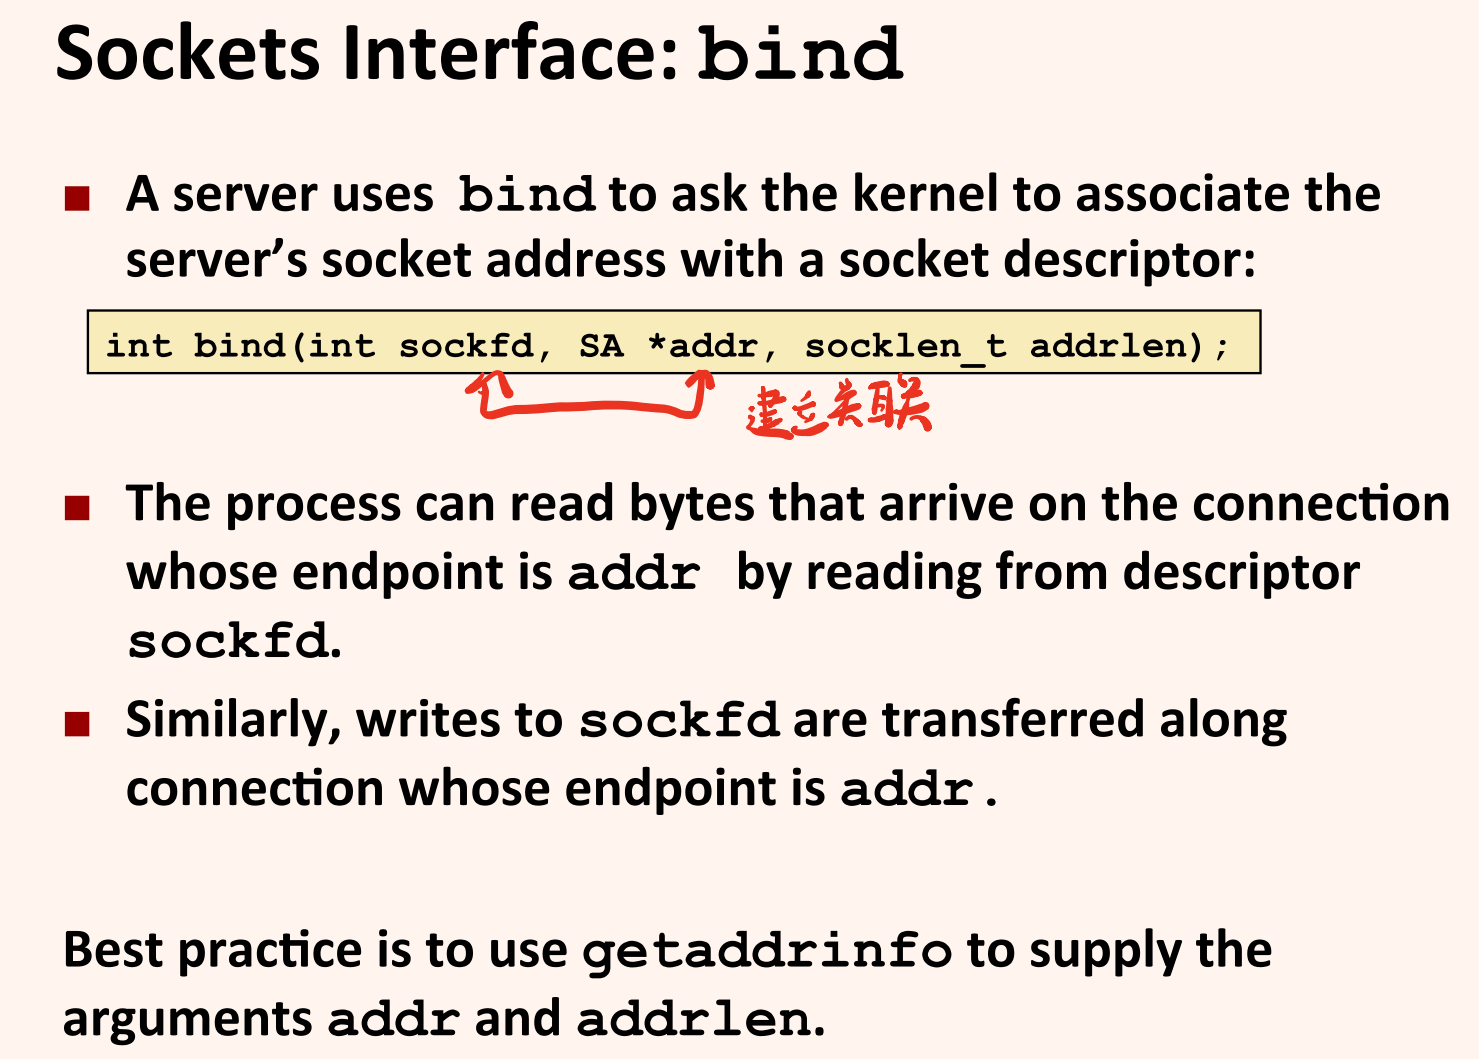 Sockets Interface: bind
■ A server uses bind to ask the kernel to associate the
server’s socket address with a socket descriptor:
int bind(int sockfd, SA *addr, socklen_t addrlen);
建立关联
■ The process can read bytes that arrive on the connection
whose endpoint is addr by reading from descriptor
sockfd.
■ Similarly, writes to sockfd are transferred along
connection whose endpoint is addr.
Best practice is to use getaddrinfo to supply the
arguments addr and addrlen.